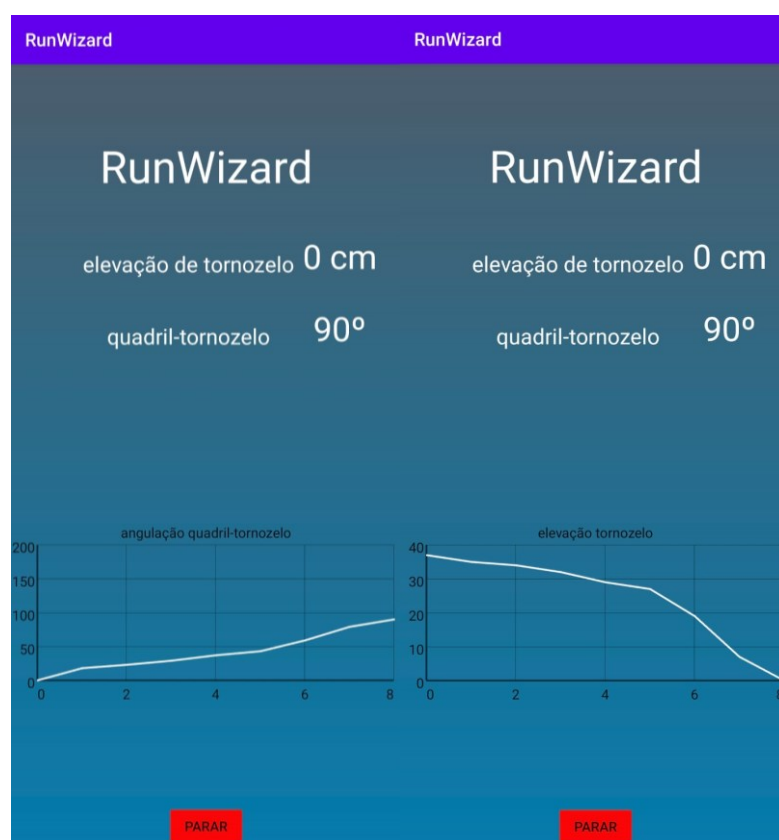 RunWizard
RunWizard
elevação de tornozelo 0 cm
quadril-tornozelo 90º
angulação quadril-tornozelo
200
150
100
50
0
0 2 4 6 8
PARAR
RunWizard
RunWizard
elevação de tornozelo 0 cm
quadril-tornozelo 90º
elevação tornozelo
40
30
20
10
0
0 2 4 6 8
PARAR